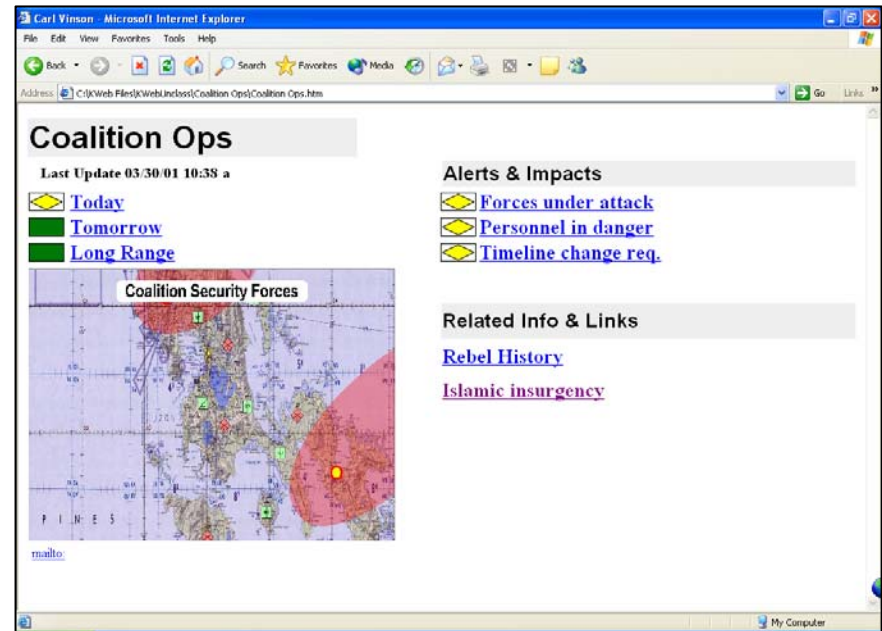 Carl Vinson - Microsoft Internet Explorer
File Edit View Favorites Tools Help
Back Search Favorites Media
Address C:\KWeb Files\KWebUnclass\Coalition Ops\Coalition Ops.htm Go Links »
Coalition Ops
Last Update 03/30/01 10:38 a
Today
Tomorrow
Long Range
Coalition Security Forces
P I N E S
mailto:
Alerts & Impacts
Forces under attack
Personnel in danger
Timeline change req.
Related Info & Links
Rebel History
Islamic insurgency
My Computer